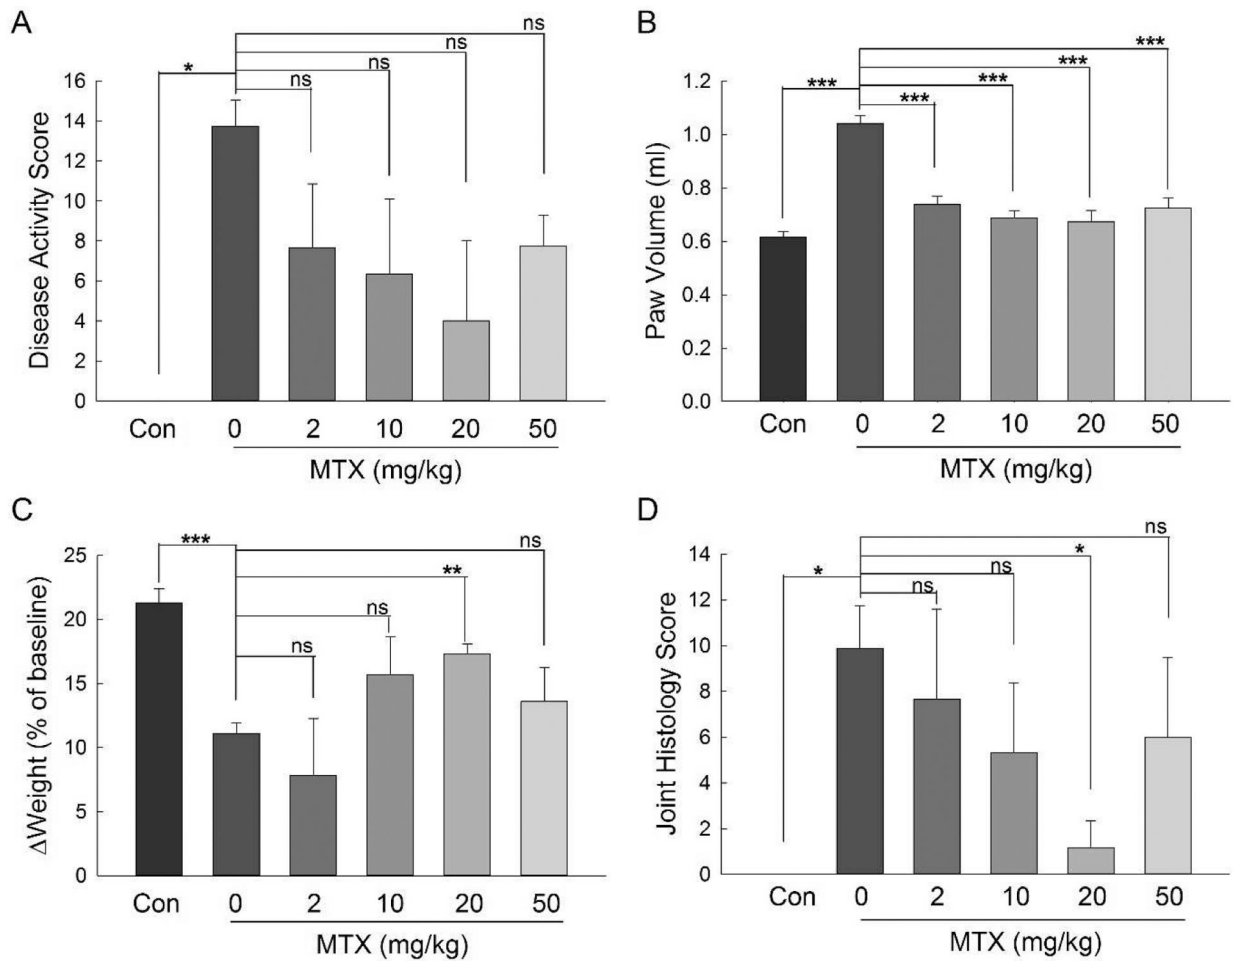 A
Disease Activity Score
16
14
12
10
8
6
4
2
0
*
ns
ns
ns
ns
Con 0 2 10 20 50
MTX (mg/kg)
B
Paw Volume (ml)
1.2
1.0
0.8
0.6
0.4
0.2
0.0
***
***
***
***
***
Con 0 2 10 20 50
MTX (mg/kg)
C
ΔWeight (% of baseline)
25
20
15
10
5
0
***
ns
ns
**
ns
Con 0 2 10 20 50
MTX (mg/kg)
D
Joint Histology Score
14
12
10
8
6
4
2
0
*
ns
ns
*
ns
Con 0 2 10 20 50
MTX (mg/kg)